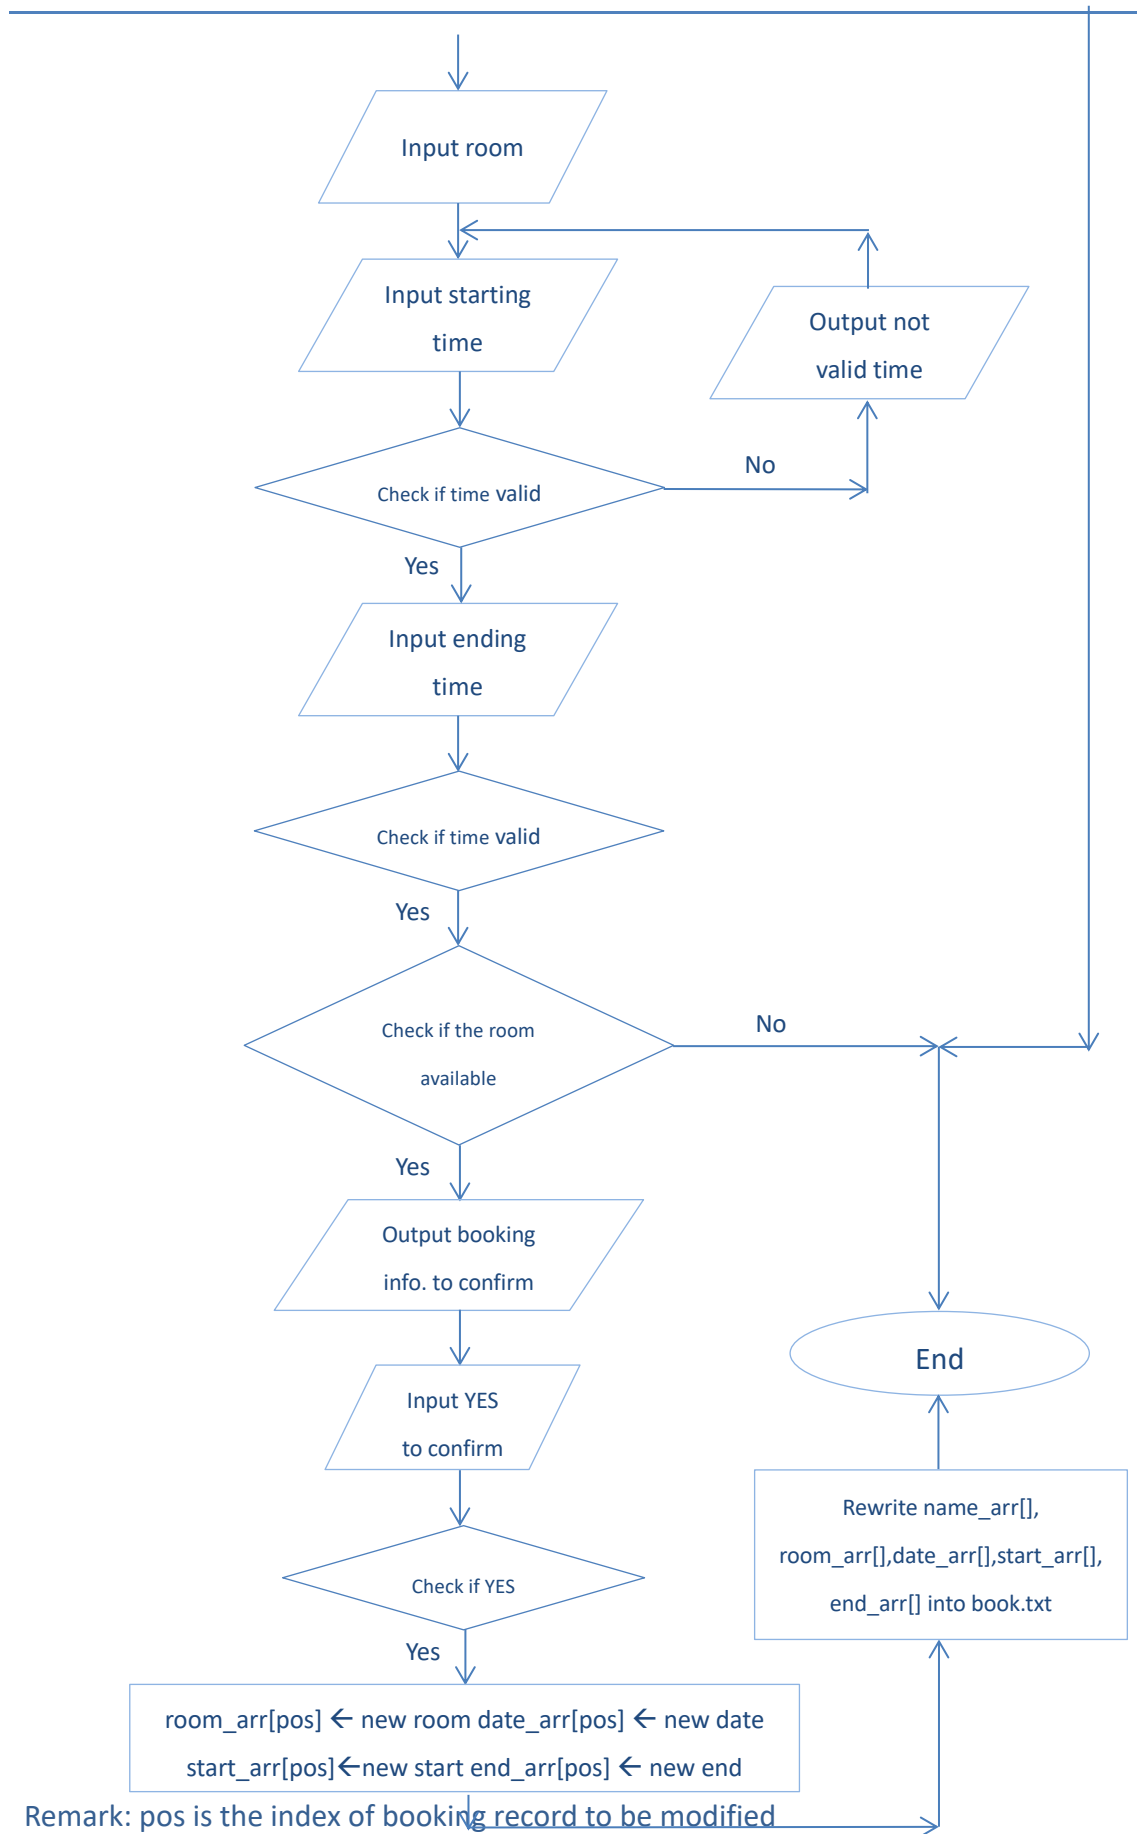 Input room
Input starting
time
Output not
valid time
Check if time valid
No
Yes
Input ending
time
Check if time valid
Yes
Check if the room
available
No
Yes
Output booking
info. to confirm
End
Input YES
to confirm
Rewrite name_arr[],
room_arr[],date_arr[],start_arr[],
end_arr[] into book.txt
Check if YES
Yes
room_arr[pos] ← new room date_arr[pos] ← new date
start_arr[pos]←new start end_arr[pos] ← new end
Remark: pos is the index of booking record to be modified